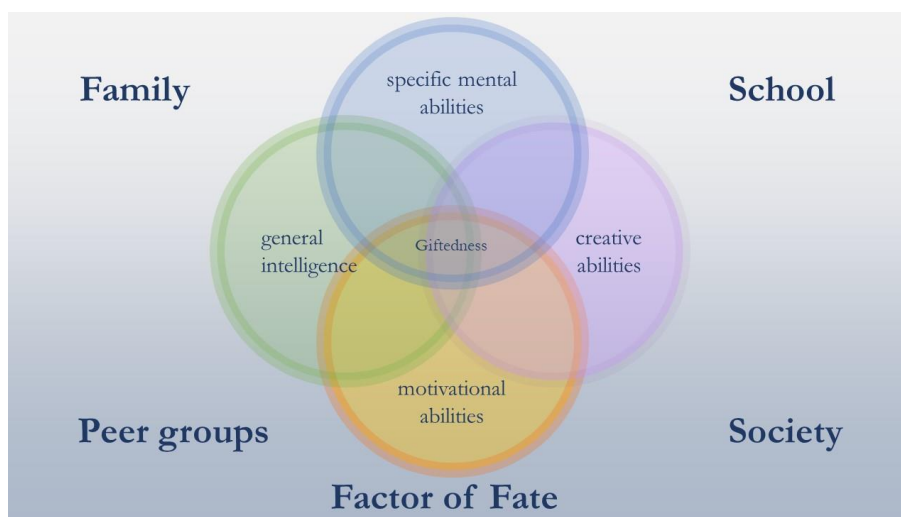 Family
School
specific mental
abilities
general
intelligence
Giftedness
creative
abilities
motivational
abilities
Peer groups
Society
Factor of Fate